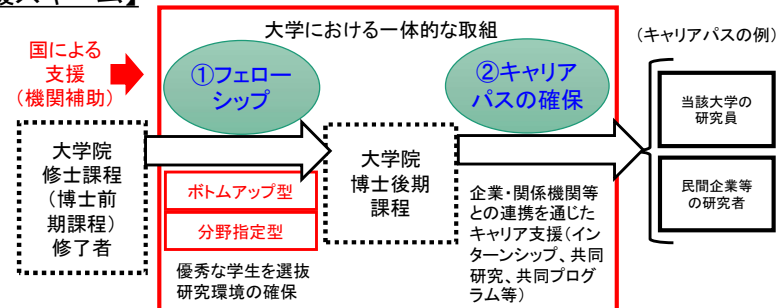 スキーム】
大学における一体的な取組
(キャリアパスの例)
国による
支援
(機関補助)
①フェロー
シップ
②キャリア
パスの確保
大学院
修士課程
(博士前
期課程)
修了者
ボトムアップ型
分野指定型
優秀な学生を選抜
研究環境の確保
大学院
博士後期
課程
企業・関係機関等
との連携を通じた
キャリア支援(イン
ターンシップ、共同
研究、共同プログ
ラム等)
当該大学の
研究員
民間企業等
の研究者